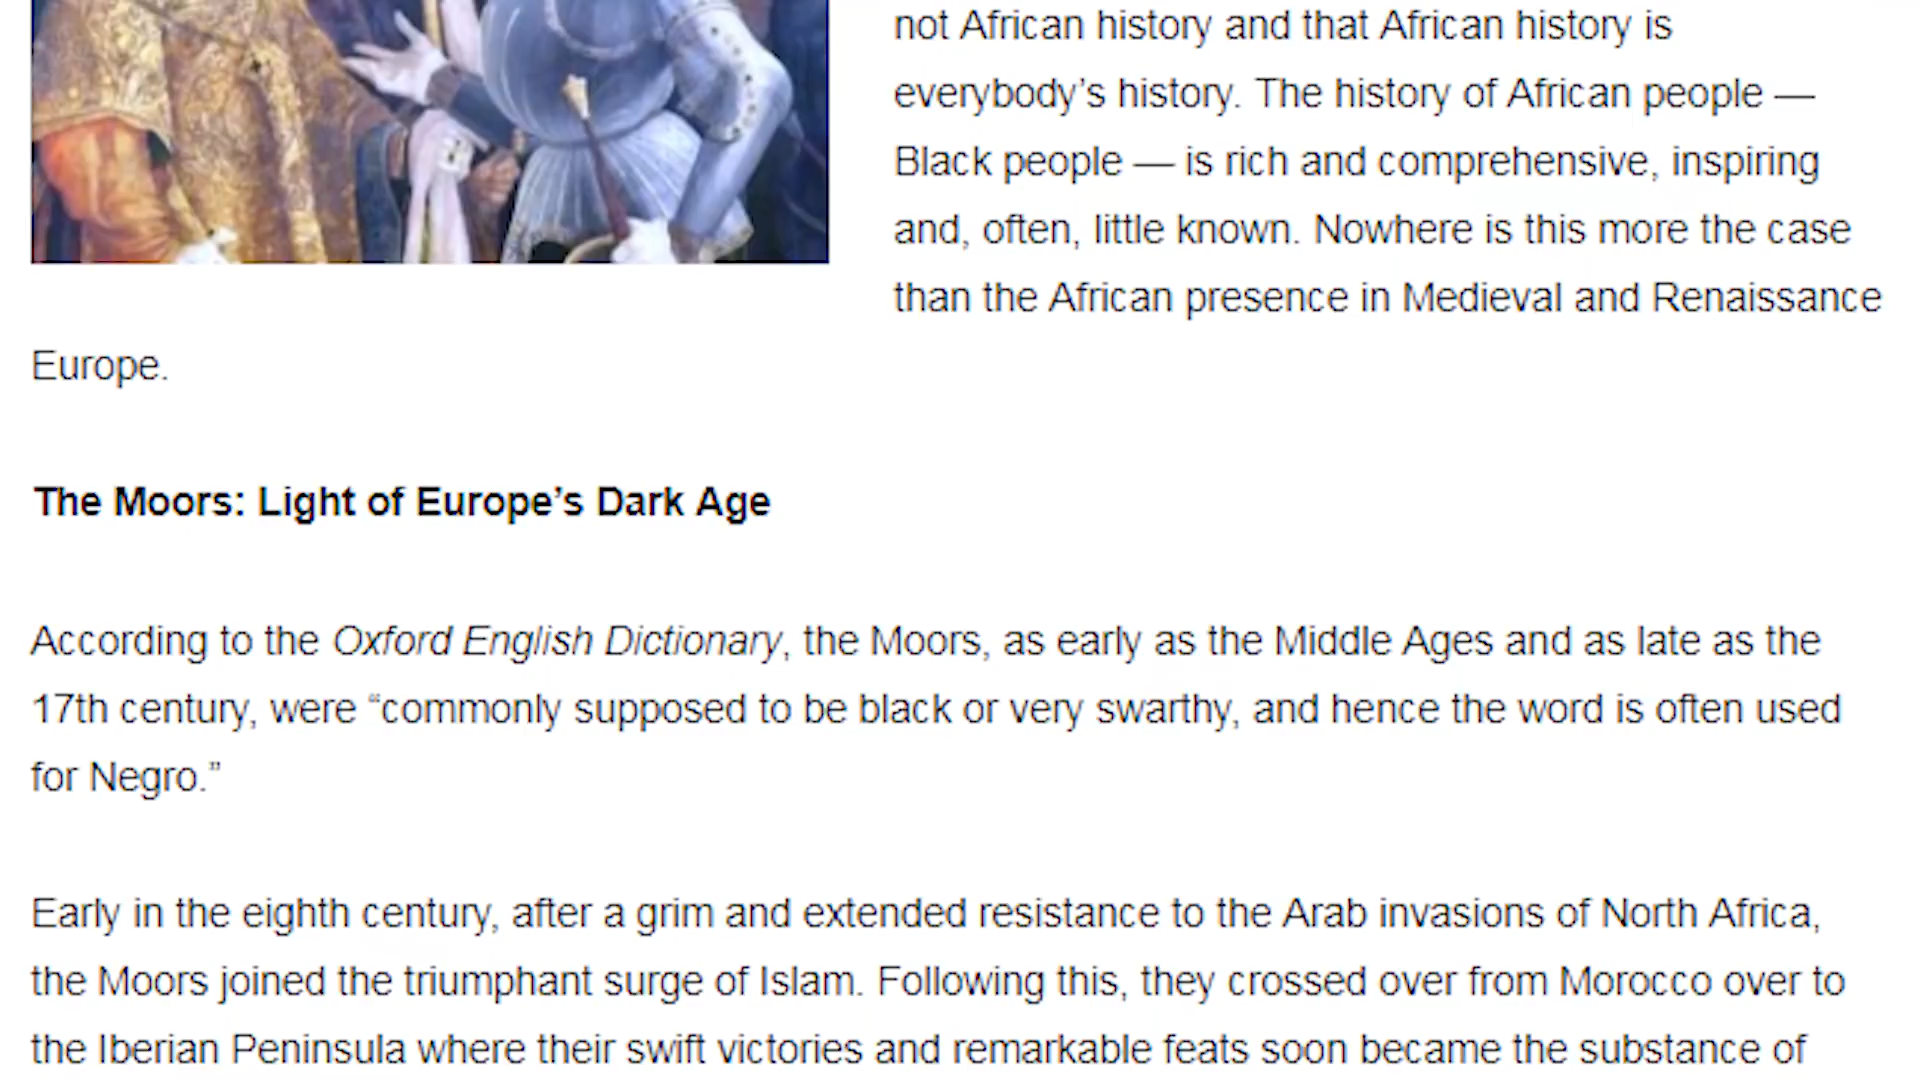 not African history and that African history is
everybody’s history. The history of African people —
Black people — is rich and comprehensive, inspiring
and, often, little known. Nowhere is this more the case
than the African presence in Medieval and Renaissance
Europe.
The Moors: Light of Europe’s Dark Age
According to the Oxford English Dictionary, the Moors, as early as the Middle Ages and as late as the
17th century, were “commonly supposed to be black or very swarthy, and hence the word is often used
for Negro.”
Early in the eighth century, after a grim and extended resistance to the Arab invasions of North Africa,
the Moors joined the triumphant surge of Islam. Following this, they crossed over from Morocco over to
the Iberian Peninsula where their swift victories and remarkable feats soon became the substance of